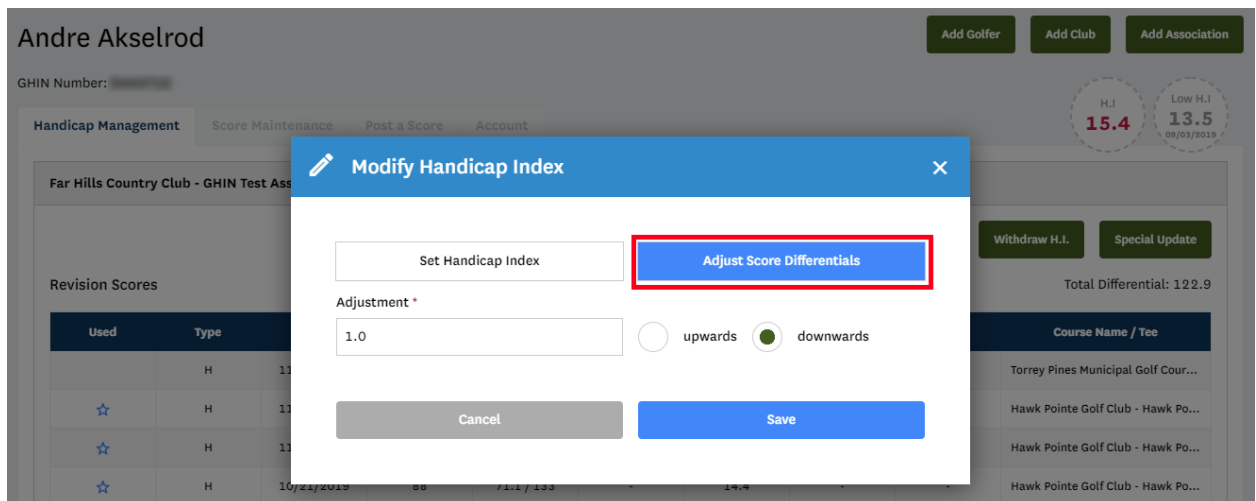 Andre Akselrod
Add Golfer Add Club Add Association
GHIN Number:
H.I
15.4
Low H.I
13.5
09/03/2019
Handicap Management Score Maintenance Post a Score Account
Modify Handicap Index
Far Hills Country Club - GHIN Test Ass
Withdraw H.I. Special Update
Set Handicap Index Adjust Score Differentials
Revision Scores Total Differential: 122.9
Adjustment *
Used Type Course Name / Tee
1.0 upwards downwards
H 11 Torrey Pines Municipal Golf Cour...
H 11 Hawk Pointe Golf Club - Hawk Po...
Cancel Save
H 11 Hawk Pointe Golf Club - Hawk Po...
H 10/21/2019 88 71.1 / 133 - 14.4 - - Hawk Pointe Golf Club - Hawk Po...